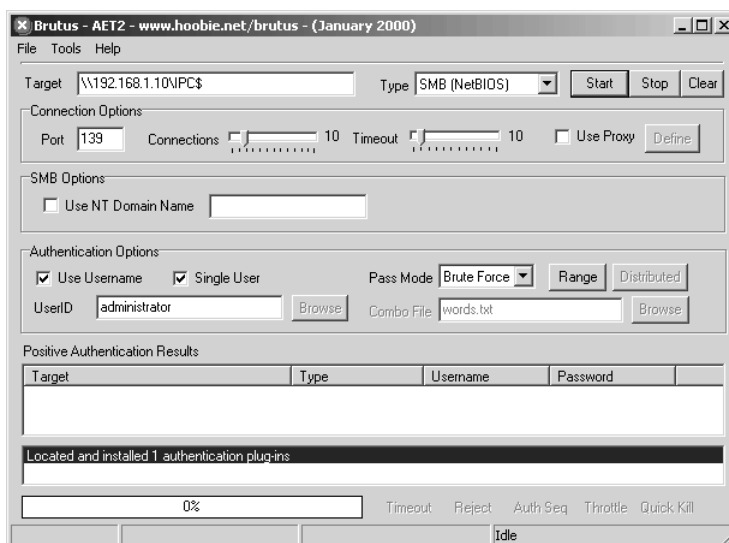 Brutus - AET2 - www.hoobie.net/brutus - (January 2000)
File Tools Help
Target \\192.168.1.10\IPC$ Type SMB (NetBIOS) Start Stop Clear
Connection Options
Port 139 Connections 10 Timeout 10 Use Proxy Define
SMB Options
Use NT Domain Name
Authentication Options
Use Username Single User Pass Mode Brute Force Range Distributed
UserID administrator Browse Combo File words.txt Browse
Positive Authentication Results
Target Type Username Password
Located and installed 1 authentication plug-ins
0% Timeout Reject Auth Seq Throttle Quick Kill
Idle